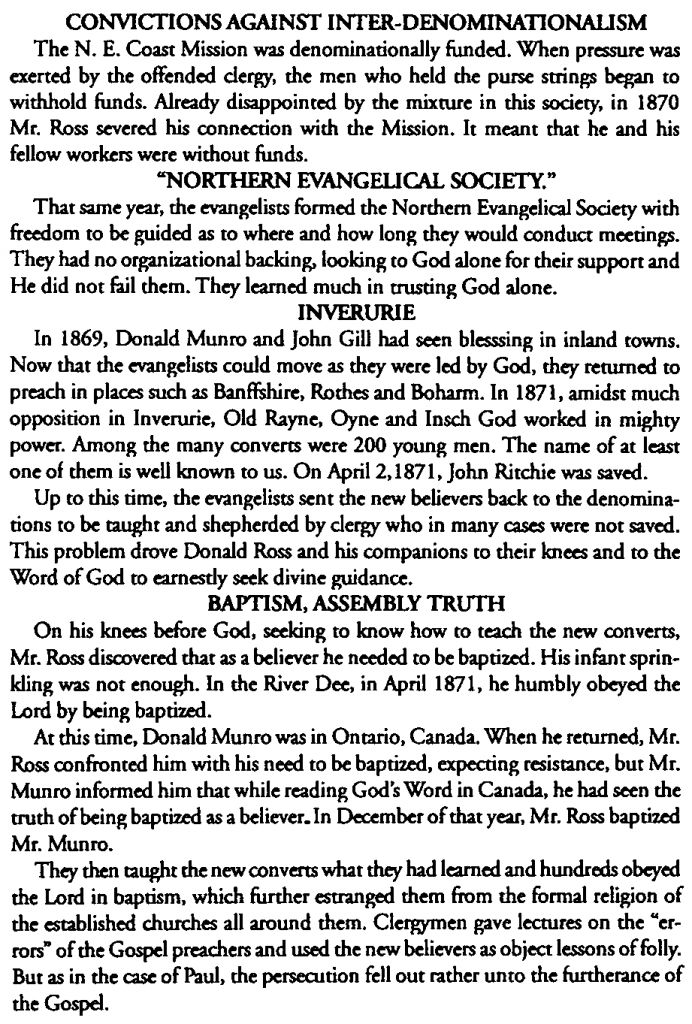 CONVICTIONS AGAINST INTER-DENOMINATIONALISM
The N. E. Coast Mission was denominationally funded. When pressure was
exerted by the offended clergy, the men who held the purse strings began to
withhold funds. Already disappointed by the mixture in this society, in 1870
Mr. Ross severed his connection with the Mission. It meant that he and his
fellow workers were without funds.
“NORTHERN EVANGELICAL SOCIETY.”
That same year, the evangelists formed the Northern Evangelical Society with
freedom to be guided as to where and how long they would conduct meetings.
They had no organizational backing, looking to God alone for their support and
He did not fail them. They learned much in trusting God alone.
INVERURIE
In 1869, Donald Munro and John Gill had seen blesssing in inland towns.
Now that the evangelists could move as they were led by God, they returned to
preach in places such as Banffshire, Rothes and Boharm. In 1871, amidst much
opposition in Inverurie, Old Rayne, Oyne and Insch God worked in mighty
power. Among the many converts were 200 young men. The name of at least
one of them is well known to us. On April 2,1871, John Ritchie was saved.
Up to this time, the evangelists sent the new believers back to the denomina-
tions to be taught and shepherded by clergy who in many cases were not saved.
This problem drove Donald Ross and his companions to their knees and to the
Word of God to earnestly seek divine guidance.
BAPTISM, ASSEMBLY TRUTH
On his knees before God, seeking to know how to teach the new converts,
Mr. Ross discovered that as a believer he needed to be baptized. His infant sprin-
kling was not enough. In the River Dee, in April 1871, he humbly obeyed the
Lord by being baptized.
At this time, Donald Munro was in Ontario, Canada. When he returned, Mr.
Ross confronted him with his need to be baptized, expecting resistance, but Mr.
Munro informed him that while reading God's Word in Canada, he had seen the
truth of being baptized as a believer. In December of that year, Mr. Ross baptized
Mr. Munro.
They then taught the new converts what they had learned and hundreds obeyed
the Lord in baptism, which further estranged them from the formal religion of
the established churches all around them. Clergymen gave lectures on the “er-
rors” of the Gospel preachers and used the new believers as object lessons of folly.
But as in the case of Paul, the persecution fell out rather unto the furtherance of
the Gospel.